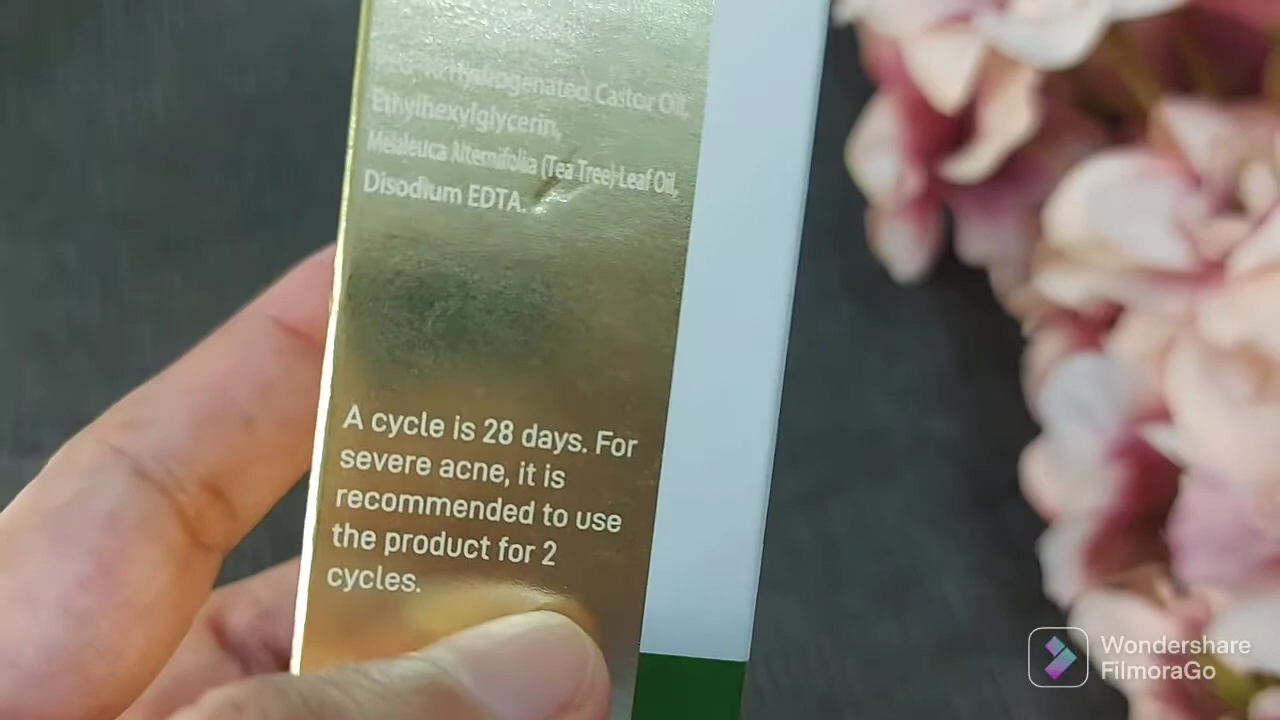 Hydrogenated Castor Oil,
Ethylhexylglycerin,
Melaleuca Alternifolia (Tea Tree) Leaf Oil,
Disodium EDTA.
A cycle is 28 days. For
severe acne, it is
recommended to use
the product for 2
cycles.
Wondershare
FilmoraGo